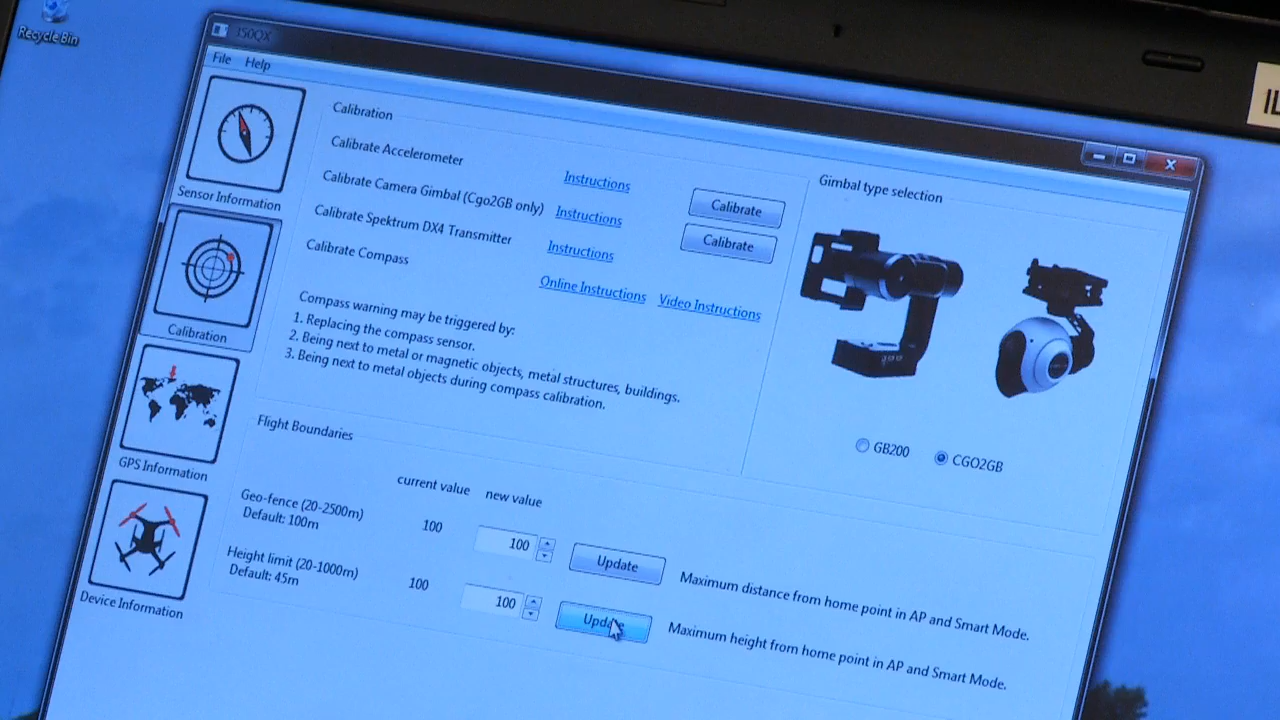 Recycle Bin
File Help
Calibration
Calibrate Accelerometer
Instructions
Calibrate
Calibrate Camera Gimbal (Cgo2GB only)
Instructions
Calibrate
Calibrate Spektrum DX4 Transmitter
Instructions
Calibrate Compass
Online Instructions Video Instructions
Compass warning may be triggered by:
1. Replacing the compass sensor.
2. Being next to metal or magnetic objects, metal structures, buildings.
3. Being next to metal objects during compass calibration.
Gimbal type selection
GB200 CGO2GB
Sensor Information
Calibration
GPS Information
Device Information
Flight Boundaries
current value new value
Geo-fence (20-2500m)
Default: 100m
100 100 Update
Maximum distance from home point in AP and Smart Mode.
Height limit (20-1000m)
Default: 45m
100 100 Update
Maximum height from home point in AP and Smart Mode.